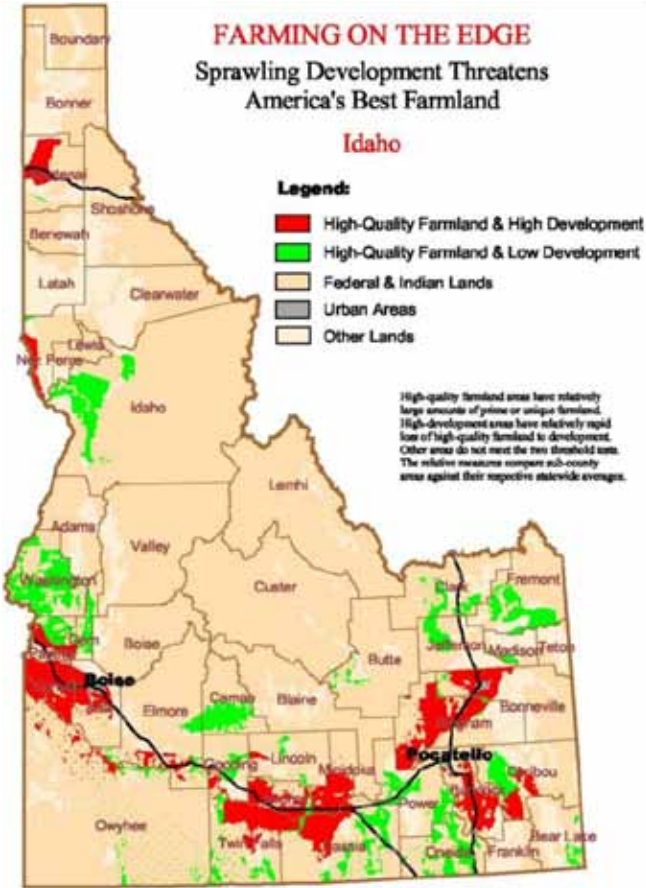 FARMING ON THE EDGE
Sprawling Development Threatens
America's Best Farmland
Idaho
Legend:
High-Quality Farmland & High Development
High-Quality Farmland & Low Development
Federal & Indian Lands
Urban Areas
Other Lands
High-quality farmland areas have relatively
large amounts of prime or unique farmland.
High-development areas have relatively rapid
loss of high-quality farmland to development.
Other areas do not meet the two threshold tests.
The relative measures compare sub-county
areas against their respective statewide averages.
Boundary
Bonner
Shoshone
Benewah
Latah
Clearwater
Lewis
Nez Perce
Idaho
Lemhi
Adams
Valley
Washington
Custer
Clark
Fremont
Gem
Boise
Butte
Jefferson
Madison
Teton
Boise
Elmore
Camas
Blaine
Bonneville
Lincoln
Gooding
Minidoka
Pocatello
Caribou
Power
Owyhee
Twin Falls
Cassia
Oneida
Franklin
Bear Lake